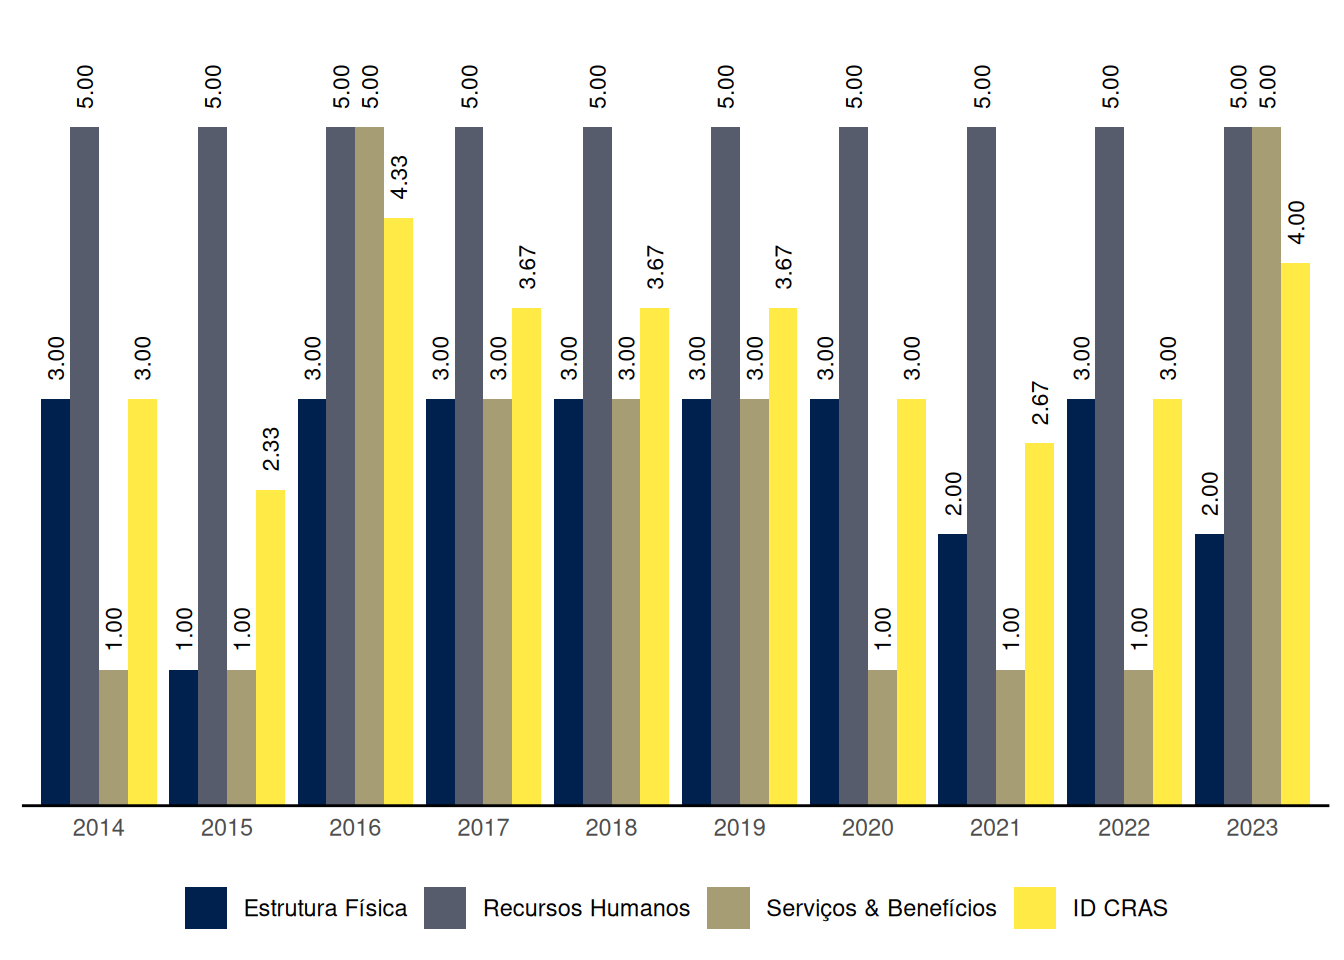 5.00 5.00 5.00 5.00 5.00 5.00 5.00 5.00 5.00 5.00 5.00 5.00
4.33
4.00
3.67 3.67 3.67
3.00 3.00 3.00 3.00 3.00 3.00 3.00 3.00 3.00 3.00 3.00 3.00 3.00
2.67
2.33
2.00 2.00
1.00 1.00 1.00 1.00 1.00 1.00
2014 2015 2016 2017 2018 2019 2020 2021 2022 2023
Estrutura Física Recursos Humanos Serviços & Benefícios ID CRAS